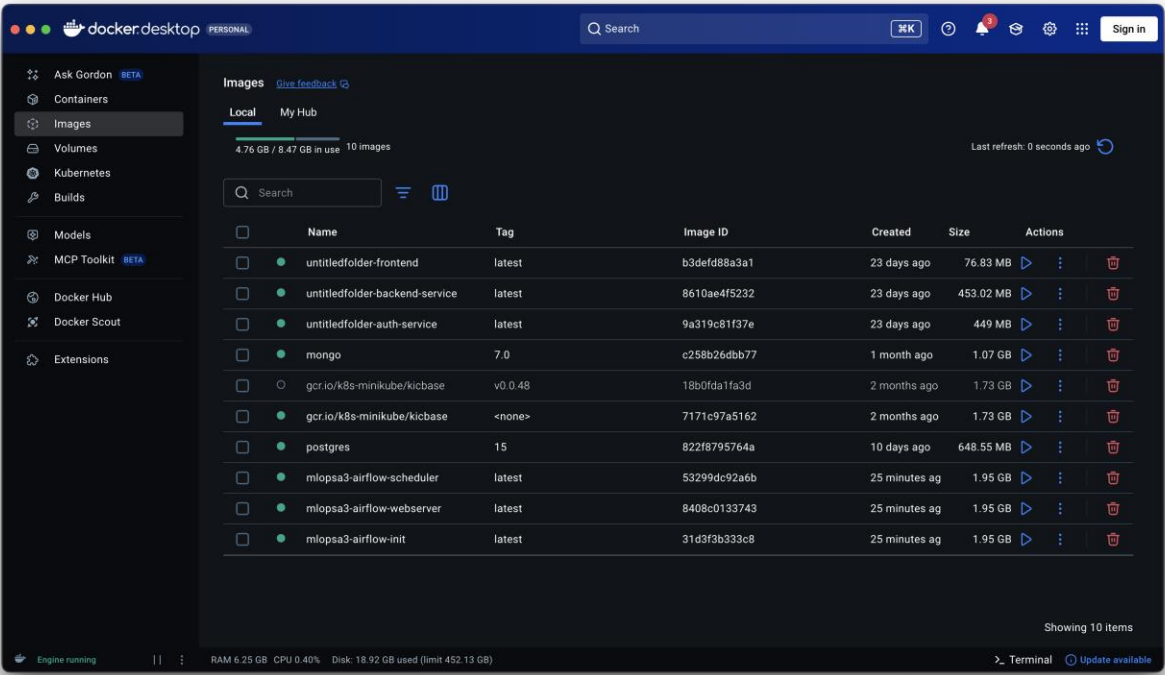 docker.desktop PERSONAL
Search
⌘K
3
Sign in
Ask Gordon BETA
Containers
Images
Volumes
Kubernetes
Builds
Models
MCP Toolkit BETA
Docker Hub
Docker Scout
Extensions
Images Give feedback
Local My Hub
4.76 GB / 8.47 GB in use 10 images
Last refresh: 0 seconds ago
Search
Name Tag Image ID Created Size Actions
untitledfolder-frontend latest b3defd88a3a1 23 days ago 76.83 MB
untitledfolder-backend-service latest 8610ae4f5232 23 days ago 453.02 MB
untitledfolder-auth-service latest 9a319c81f37e 23 days ago 449 MB
mongo 7.0 c258b26dbb77 1 month ago 1.07 GB
gcr.io/k8s-minikube/kicbase v0.0.48 18b0fda1fa3d 2 months ago 1.73 GB
gcr.io/k8s-minikube/kicbase <none> 7171c97a5162 2 months ago 1.73 GB
postgres 15 822f8795764a 10 days ago 648.55 MB
mlopsa3-airflow-scheduler latest 53299dc92a6b 25 minutes ag 1.95 GB
mlopsa3-airflow-webserver latest 8408c0133743 25 minutes ag 1.95 GB
mlopsa3-airflow-init latest 31d3f3b333c8 25 minutes ag 1.95 GB
Showing 10 items
Engine running RAM 6.25 GB CPU 0.40% Disk: 18.92 GB used (limit 452.13 GB) >_ Terminal Update available